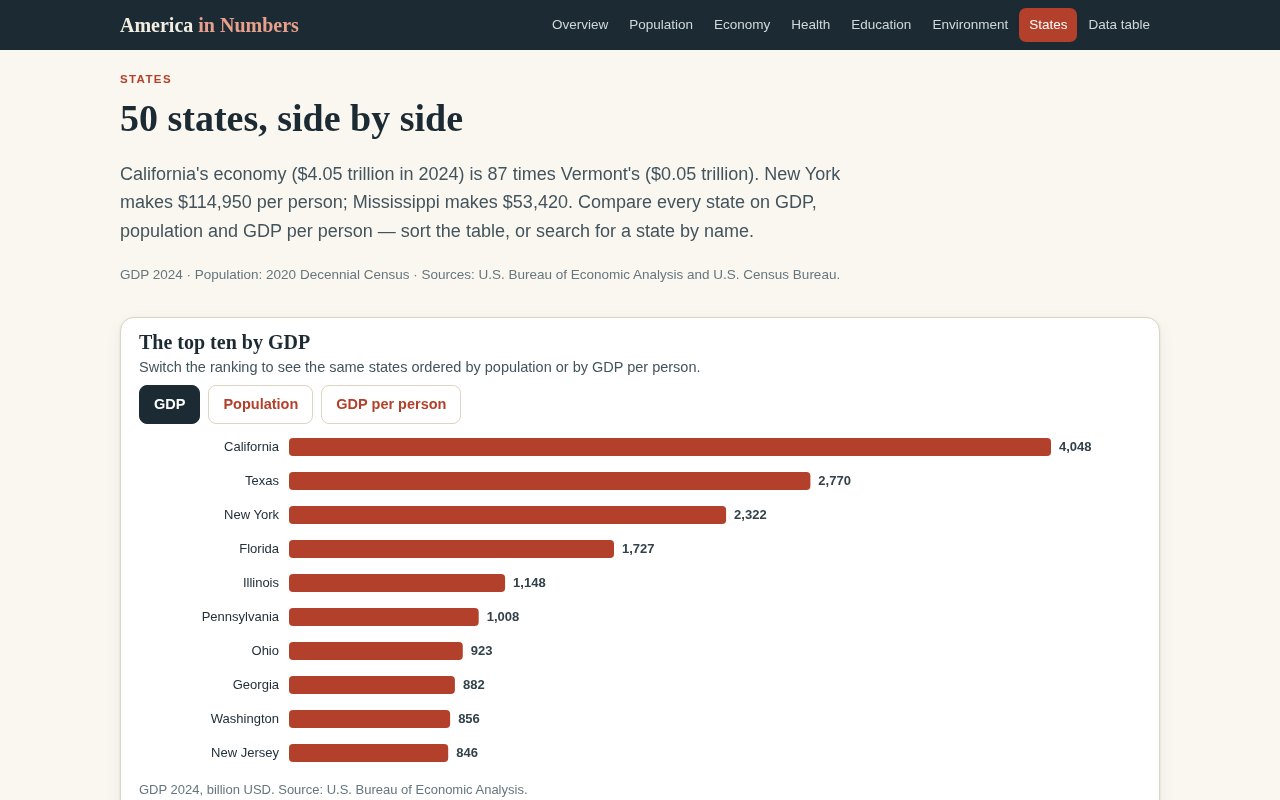 America in Numbers
Overview Population Economy Health Education Environment States Data table
STATES
50 states, side by side
California's economy ($4.05 trillion in 2024) is 87 times Vermont's ($0.05 trillion). New York
makes $114,950 per person; Mississippi makes $53,420. Compare every state on GDP,
population and GDP per person — sort the table, or search for a state by name.
GDP 2024 · Population: 2020 Decennial Census · Sources: U.S. Bureau of Economic Analysis and U.S. Census Bureau.
The top ten by GDP
Switch the ranking to see the same states ordered by population or by GDP per person.
GDP Population GDP per person
California 4,048
Texas 2,770
New York 2,322
Florida 1,727
Illinois 1,148
Pennsylvania 1,008
Ohio 923
Georgia 882
Washington 856
New Jersey 846
GDP 2024, billion USD. Source: U.S. Bureau of Economic Analysis.